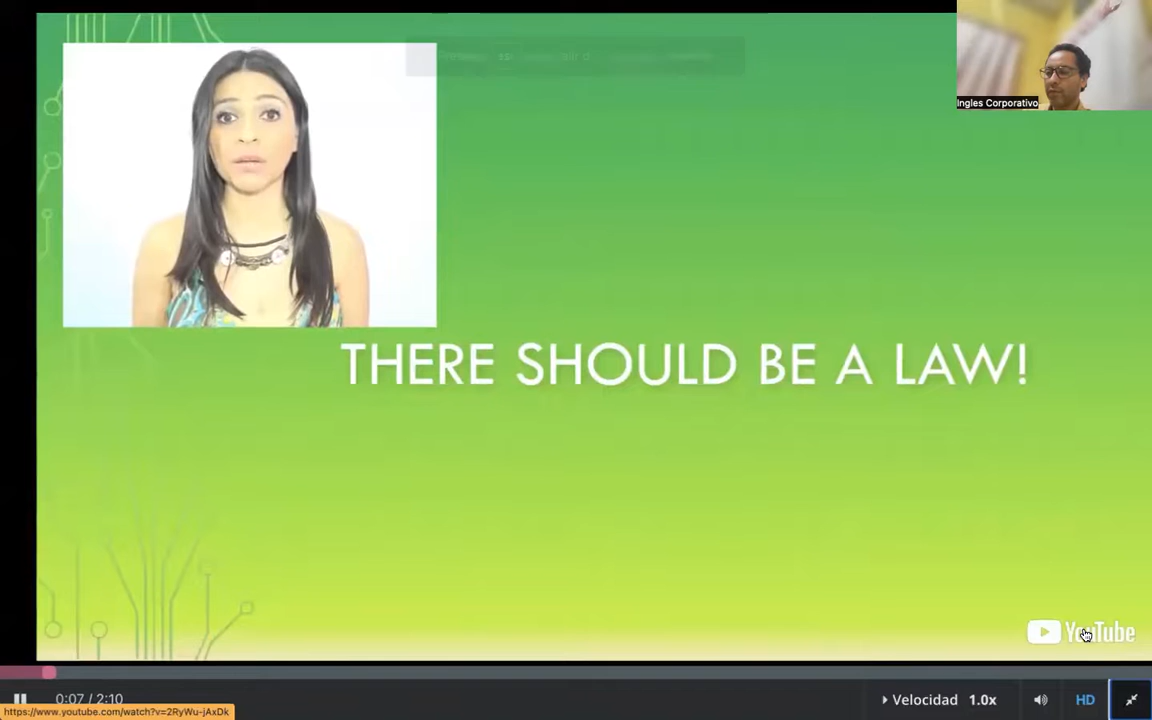 Ingles Corporativo
THERE SHOULD BE A LAW!
YouTube
0:07 / 2:10
Velocidad 1.0x
HD
https://www.youtube.com/watch?v=2RyWu-jAxDk